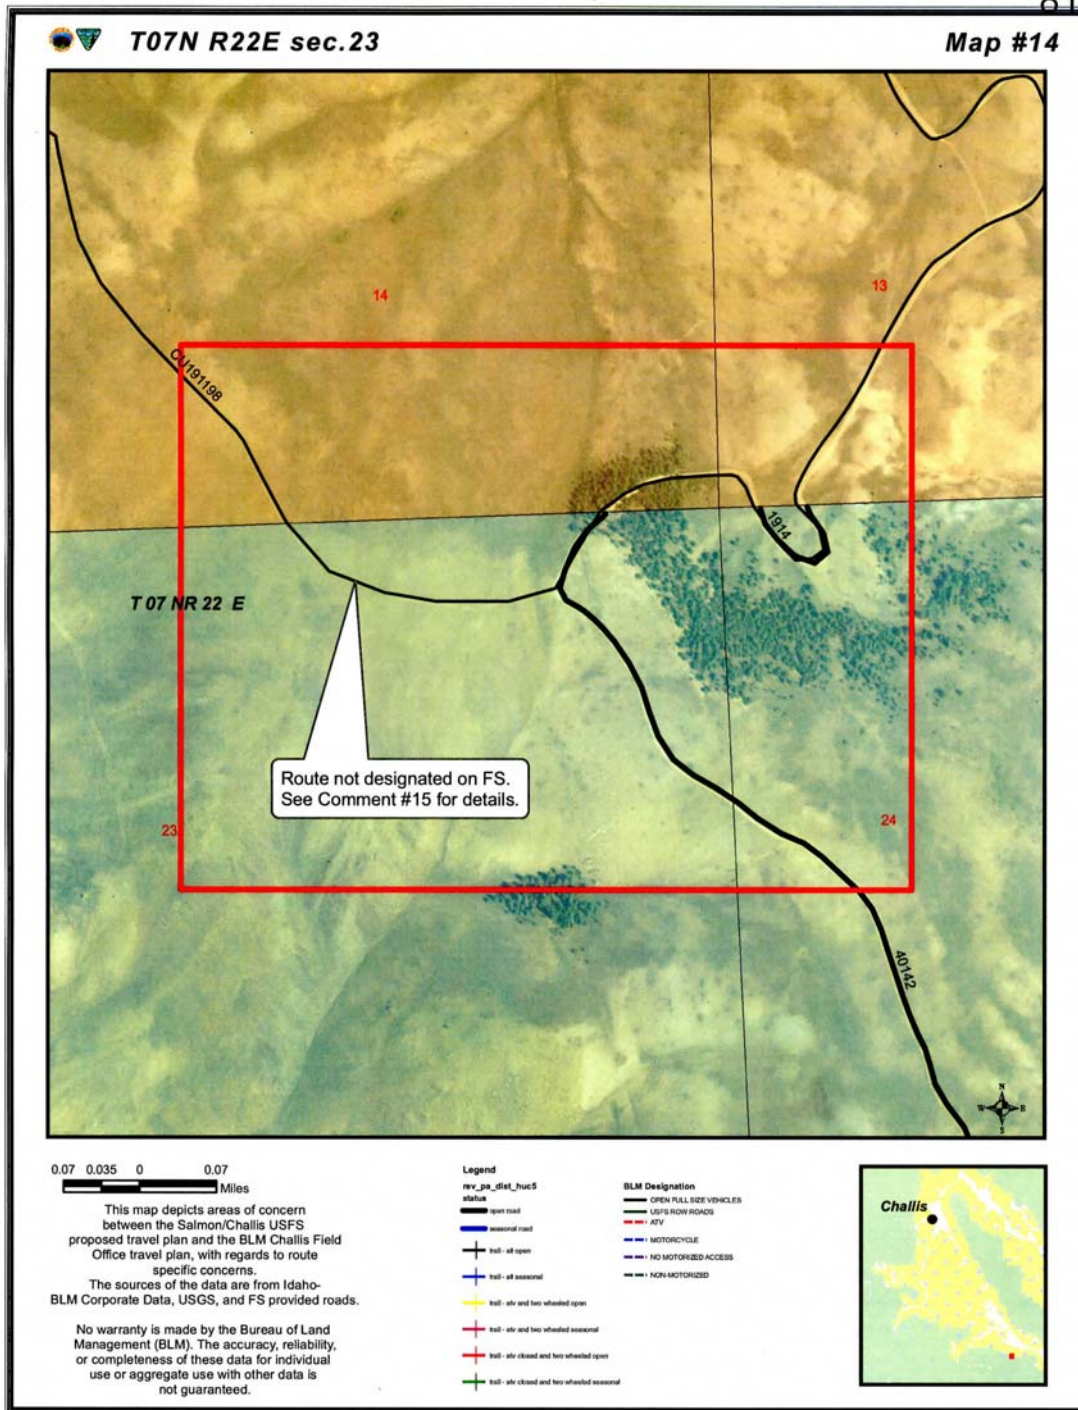 T07N R22E sec.23
Map #14
14
13
CU191198
1914
T 07 NR 22 E
Route not designated on FS.
See Comment #15 for details.
23
24
40142
N
W E
S
0.07 0.035 0 0.07
Miles
This map depicts areas of concern
between the Salmon/Challis USFS
proposed travel plan and the BLM Challis Field
Office travel plan, with regards to route
specific concerns.
The sources of the data are from Idaho-
BLM Corporate Data, USGS, and FS provided roads.
No warranty is made by the Bureau of Land
Management (BLM). The accuracy, reliability,
or completeness of these data for individual
use or aggregate use with other data is
not guaranteed.
Legend
rev_pa_dist_huc5
status
open road
seasonal road
trail - all open
trail - all seasonal
trail - atv and two wheeled open
trail - atv and two wheeled seasonal
trail - atv closed and two wheeled open
trail - atv closed and two wheeled seasonal
BLM Designation
OPEN FULL SIZE VEHICLES
USFS ROW ROADS
ATV
MOTORCYCLE
NO MOTORIZED ACCESS
NON-MOTORIZED
Challis